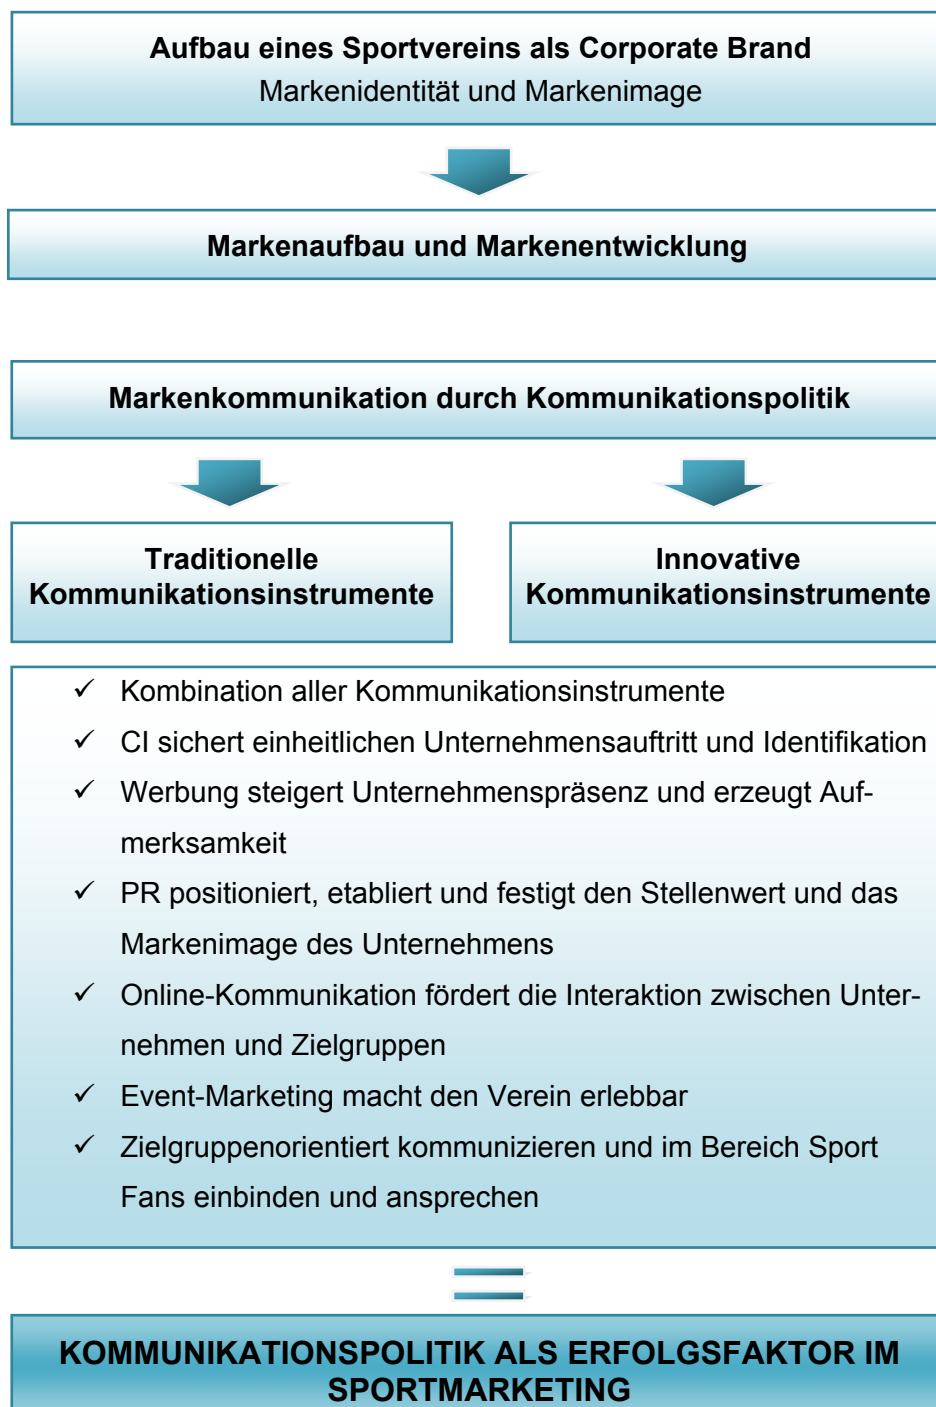 Aufbau eines Sportvereins als Corporate Brand
Markenidentität und Markenimage
Markenaufbau und Markenentwicklung
Markenkommunikation durch Kommunikationspolitik
Traditionelle
Kommunikationsinstrumente
Innovative
Kommunikationsinstrumente
✓ Kombination aller Kommunikationsinstrumente
✓ CI sichert einheitlichen Unternehmensauftritt und Identifikation
✓ Werbung steigert Unternehmenspräsenz und erzeugt Auf-
merksamkeit
✓ PR positioniert, etabliert und festigt den Stellenwert und das
Markenimage des Unternehmens
✓ Online-Kommunikation fördert die Interaktion zwischen Unter-
nehmen und Zielgruppen
✓ Event-Marketing macht den Verein erlebbar
✓ Zielgruppenorientiert kommunizieren und im Bereich Sport
Fans einbinden und ansprechen
KOMMUNIKATIONSPOLITIK ALS ERFOLGSFAKTOR IM
SPORTMARKETING